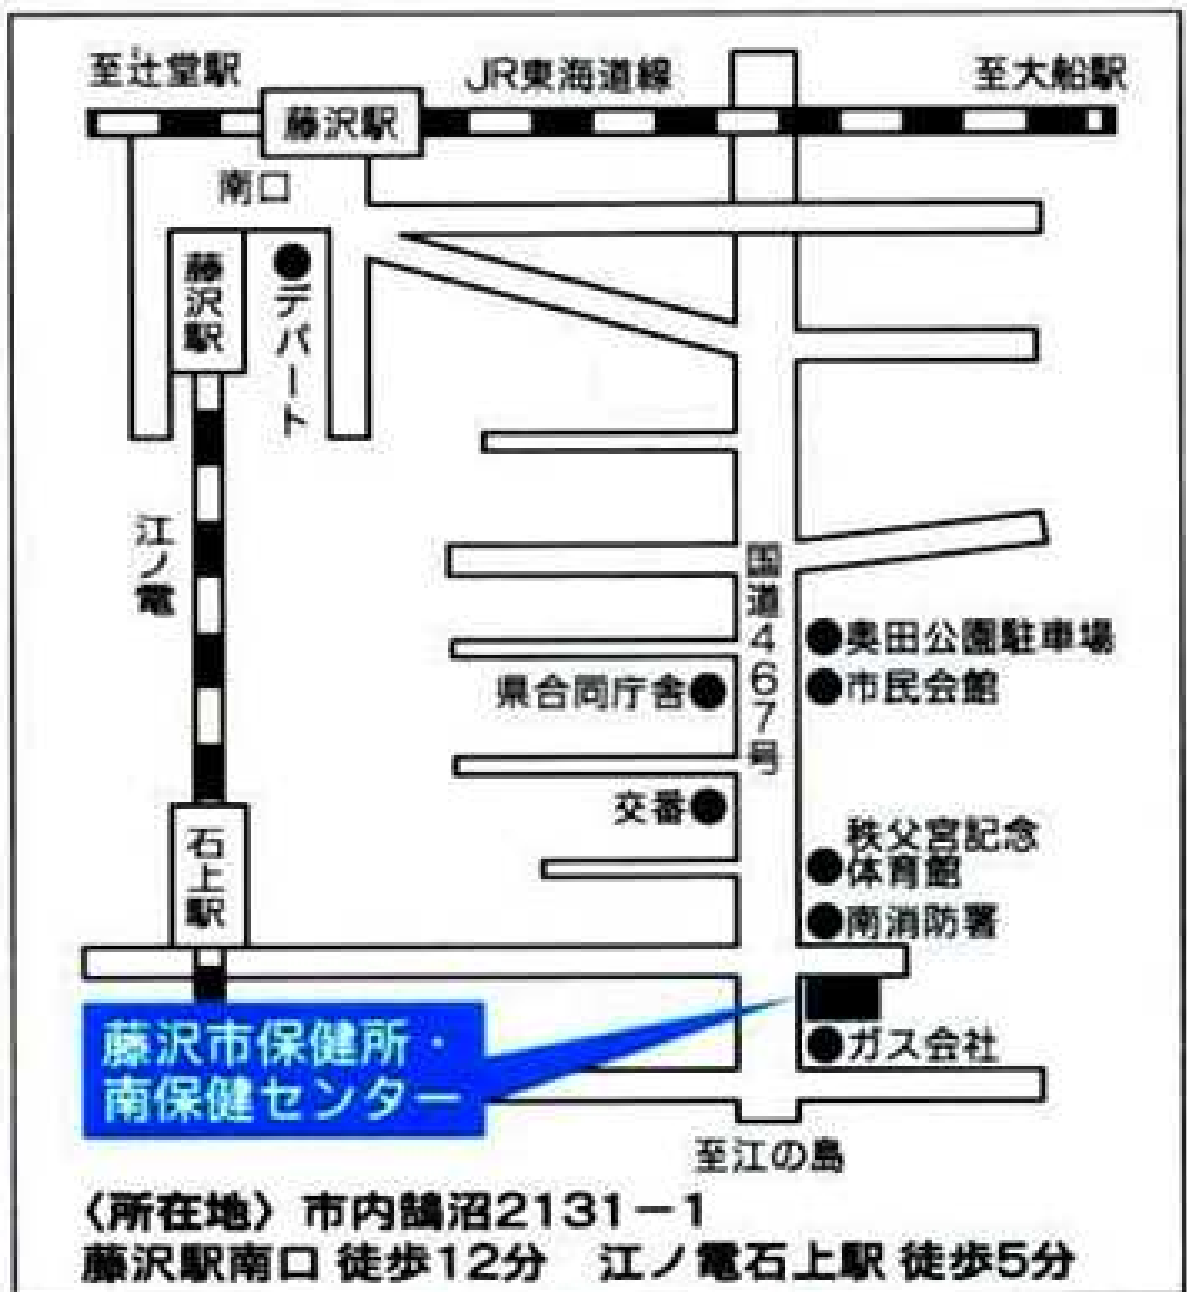 至辻堂駅
JR東海道線
至大船駅
藤沢駅
南口
藤沢駅
デパート
江ノ電
国道467号
奥田公園駐車場
県合同庁舎
市民会館
交番
秩父宮記念
体育館
石上駅
南消防署
藤沢市保健所・
南保健センター
ガス会社
至江の島
〈所在地〉市内鵠沼2131－1
藤沢駅南口 徒歩12分　江ノ電石上駅 徒歩5分